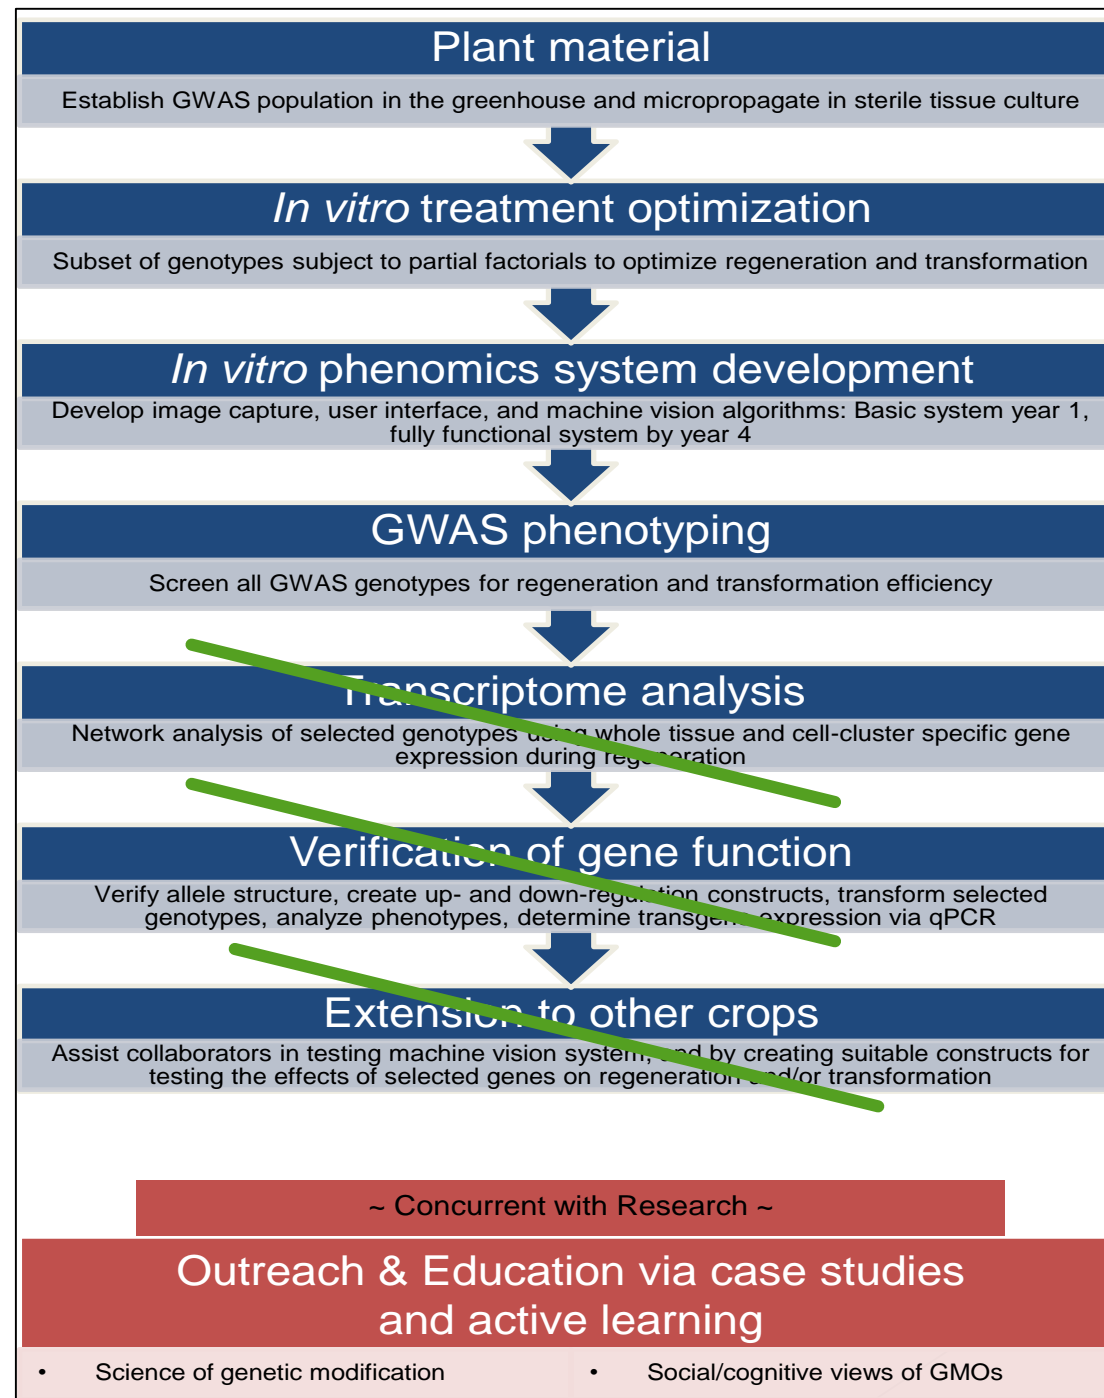 Plant material
Establish GWAS population in the greenhouse and micropropagate in sterile tissue culture
In vitro treatment optimization
Subset of genotypes subject to partial factorials to optimize regeneration and transformation
In vitro phenomics system development
Develop image capture, user interface, and machine vision algorithms: Basic system year 1,
fully functional system by year 4
GWAS phenotyping
Screen all GWAS genotypes for regeneration and transformation efficiency
Transcriptome analysis
Network analysis of selected genotypes using whole tissue and cell-cluster specific gene
expression during regeneration
Verification of gene function
Verify allele structure, create up- and down-regulation constructs, transform selected
genotypes, analyze phenotypes, determine transgene expression via qPCR
Extension to other crops
Assist collaborators in testing machine vision system, and by creating suitable constructs for
testing the effects of selected genes on regeneration and/or transformation
~ Concurrent with Research ~
Outreach & Education via case studies
and active learning
• Science of genetic modification
• Social/cognitive views of GMOs